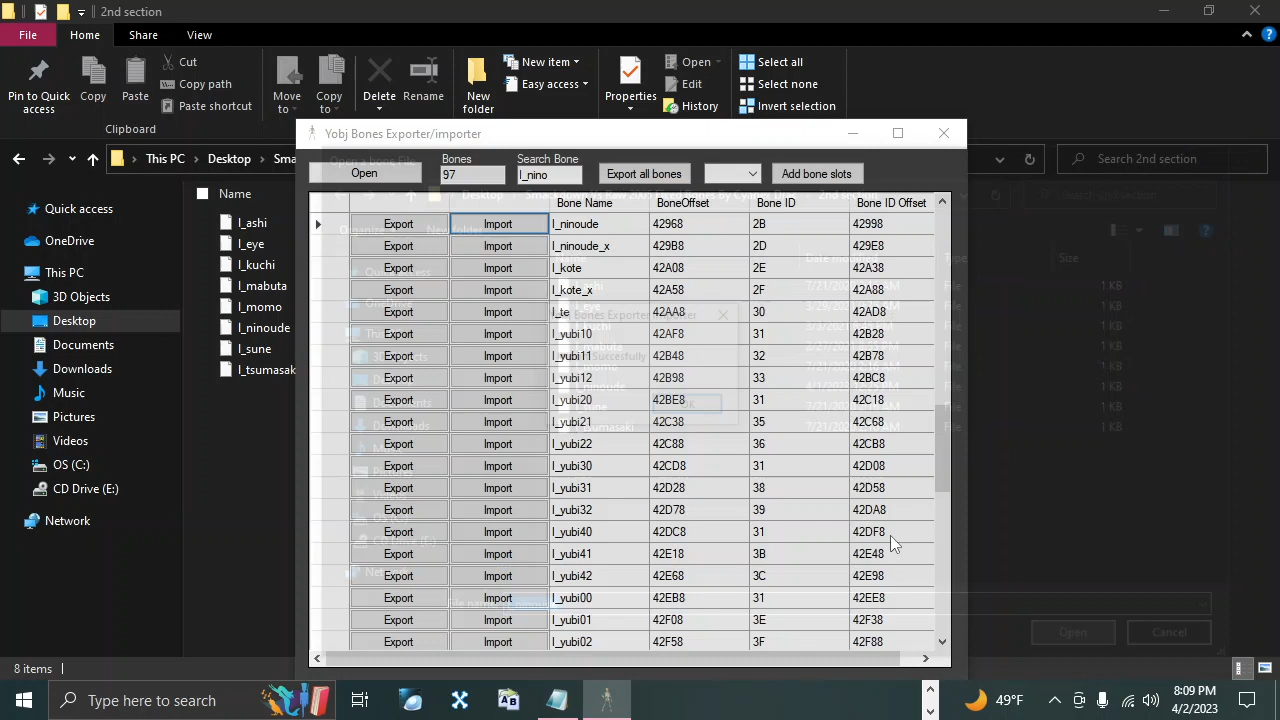 2nd section
File
Home
Share
View
Pin to Quick access
Copy
Paste
Cut
Copy path
Paste shortcut
Clipboard
Move to
Copy to
Delete
Rename
New folder
New item
Easy access
Properties
Open
Edit
History
Select all
Select none
Invert selection
This PC
Desktop
Search 2nd section
Yobj Bones Exporter/importer
Open
Bones
97
Search Bone
l_nino
Export all bones
Add bone slots
Quick access
OneDrive
This PC
3D Objects
Desktop
Documents
Downloads
Music
Pictures
Videos
OS (C:)
CD Drive (E:)
Network
Name
l_ashi
l_eye
l_kuchi
l_mabuta
l_momo
l_ninoude
l_sune
l_tsumasak
Bone Name BoneOffset Bone ID Bone ID Offset
Export Import l_ninoude 42968 2B 42998
Export Import l_ninoude_x 429B8 2D 429E8
Export Import l_kote 42A08 2E 42A38
Export Import l_kote_x 42A58 2F 42A88
Export Import l_te 42AA8 30 42AD8
Export Import l_yubi10 42AF8 31 42B28
Export Import l_yubi11 42B48 32 42B78
Export Import l_yubi12 42B98 33 42BC8
Export Import l_yubi20 42BE8 31 42C18
Export Import l_yubi21 42C38 35 42C68
Export Import l_yubi22 42C88 36 42CB8
Export Import l_yubi30 42CD8 31 42D08
Export Import l_yubi31 42D28 38 42D58
Export Import l_yubi32 42D78 39 42DA8
Export Import l_yubi40 42DC8 31 42DF8
Export Import l_yubi41 42E18 3B 42E48
Export Import l_yubi42 42E68 3C 42E98
Export Import l_yubi00 42EB8 31 42EE8
Export Import l_yubi01 42F08 3E 42F38
Export Import l_yubi02 42F58 3F 42F88
Open
Cancel
8 items
Type here to search
49°F
8:09 PM
4/2/2023